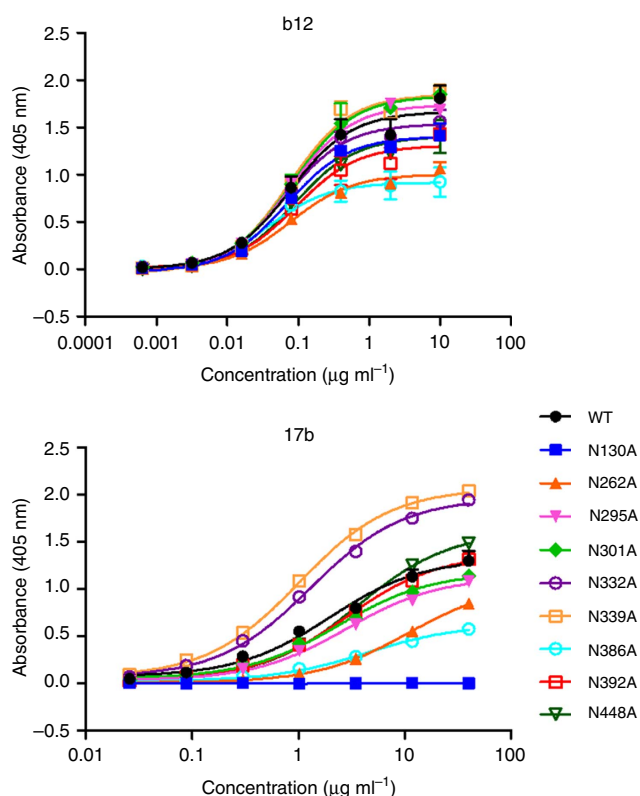 b12
Absorbance (405 nm)
2.5
2.0
1.5
1.0
0.5
0.0
–0.5
0.0001
0.001
0.01
0.1
1
10
100
Concentration (μg ml⁻¹)
17b
Absorbance (405 nm)
2.5
2.0
1.5
1.0
0.5
0.0
–0.5
0.01
0.1
1
10
100
Concentration (μg ml⁻¹)
WT
N130A
N262A
N295A
N301A
N332A
N339A
N386A
N392A
N448A